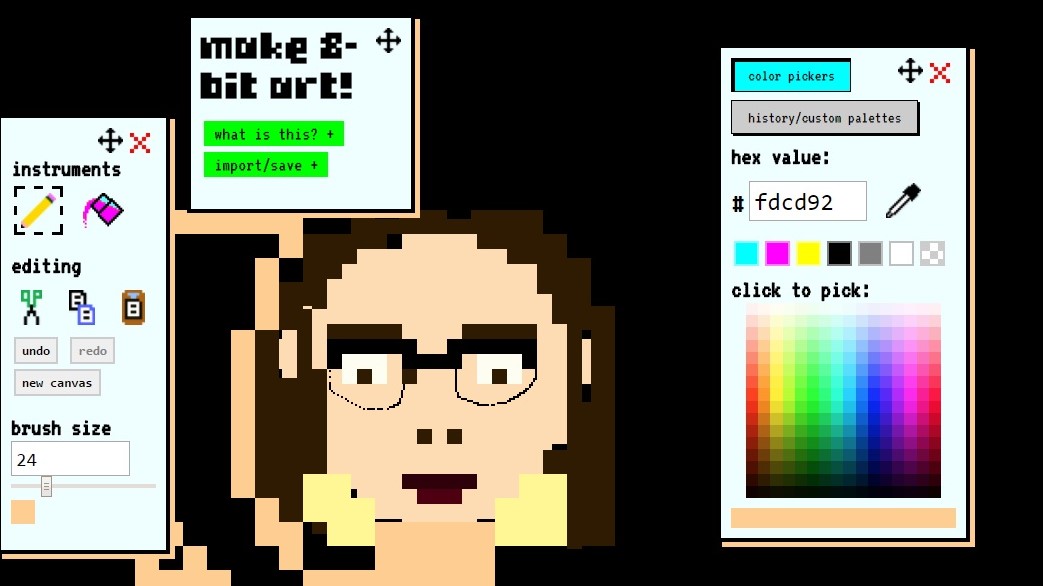 make 8-
bit art!
what is this? +
import/save +
instruments
editing
undo
redo
new canvas
brush size
24
color pickers
history/custom palettes
hex value:
# fdcd92
click to pick: